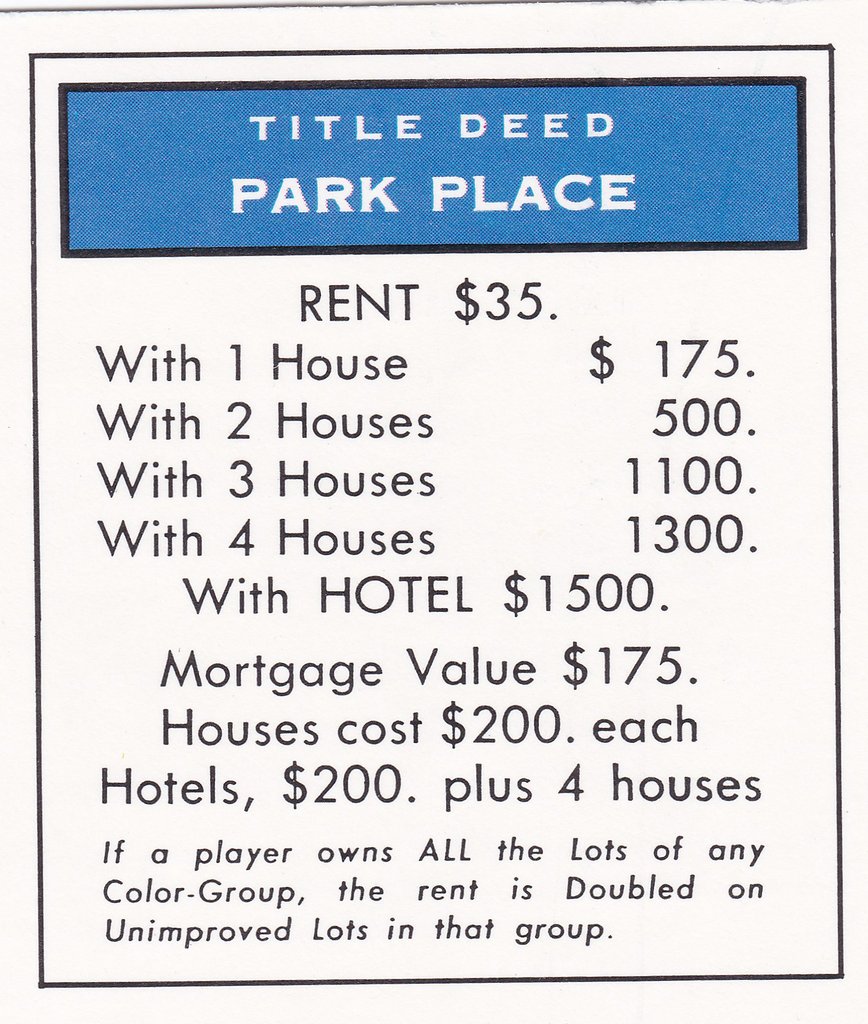 TITLE DEED
PARK PLACE
RENT $35.
With 1 House $ 175.
With 2 Houses 500.
With 3 Houses 1100.
With 4 Houses 1300.
With HOTEL $1500.
Mortgage Value $175.
Houses cost $200. each
Hotels, $200. plus 4 houses
If a player owns ALL the Lots of any
Color-Group, the rent is Doubled on
Unimproved Lots in that group.